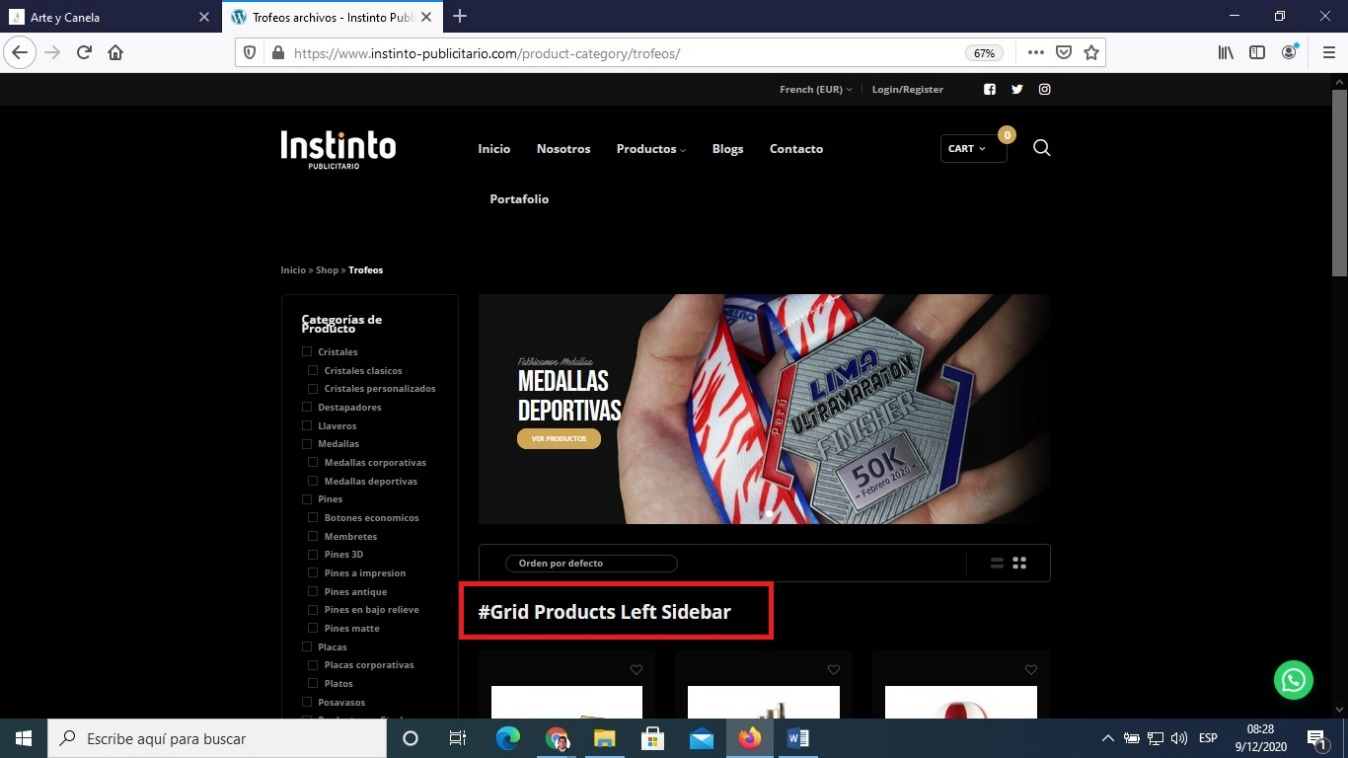 Arte y Canela
Trofeos archivos - Instinto Publi
https://www.instinto-publicitario.com/product-category/trofeos/
67%
French (EUR)
Login/Register
Instinto
PUBLICITARIO
Inicio
Nosotros
Productos
Blogs
Contacto
CART
0
Portafolio
Inicio » Shop » Trofeos
Categorías de
Producto
Cristales
Cristales clasicos
Cristales personalizados
Destapadores
Llaveros
Medallas
Medallas corporativas
Medallas deportivas
Pines
Botones economicos
Membretes
Pines 3D
Pines a impresion
Pines antique
Pines en bajo relieve
Pines matte
Placas
Placas corporativas
Platos
Posavasos
Fabricamos Medallas
MEDALLAS
DEPORTIVAS
VER PRODUCTOS
Perú
LIMA
ULTRAMARATON
FINISHER
50K
- Febrero 2020 -
Orden por defecto
#Grid Products Left Sidebar
Escribe aquí para buscar
ESP
08:28
9/12/2020
1